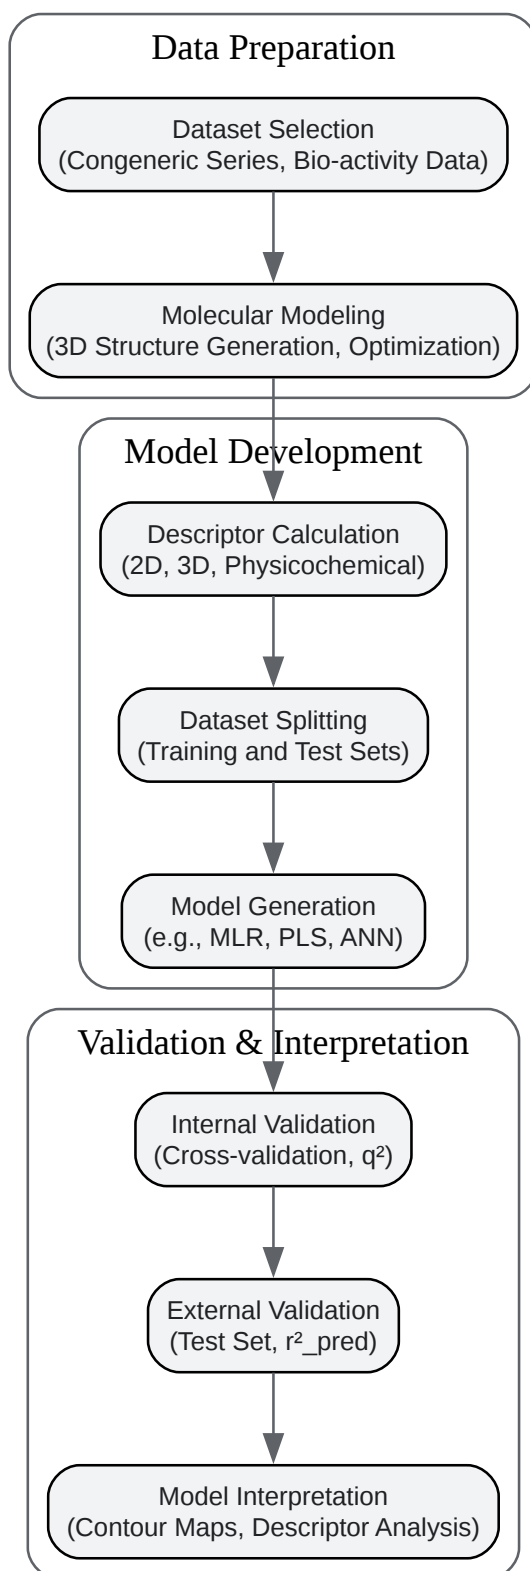 Data Preparation
Dataset Selection
(Congeneric Series, Bio-activity Data)
Molecular Modeling
(3D Structure Generation, Optimization)
Model Development
Descriptor Calculation
(2D, 3D, Physicochemical)
Dataset Splitting
(Training and Test Sets)
Model Generation
(e.g., MLR, PLS, ANN)
Validation & Interpretation
Internal Validation
(Cross-validation, q²)
External Validation
(Test Set, r²_pred)
Model Interpretation
(Contour Maps, Descriptor Analysis)